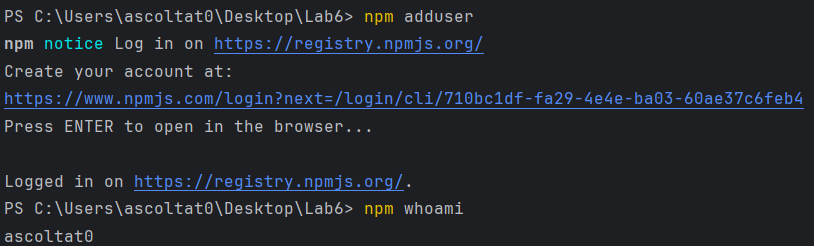 PS C:\Users\ascoltat0\Desktop\Lab6> npm adduser
npm notice Log in on https://registry.npmjs.org/
Create your account at:
https://www.npmjs.com/login?next=/login/cli/710bc1df-fa29-4e4e-ba03-60ae37c6feb4
Press ENTER to open in the browser...
Logged in on https://registry.npmjs.org/.
PS C:\Users\ascoltat0\Desktop\Lab6> npm whoami
ascoltat0